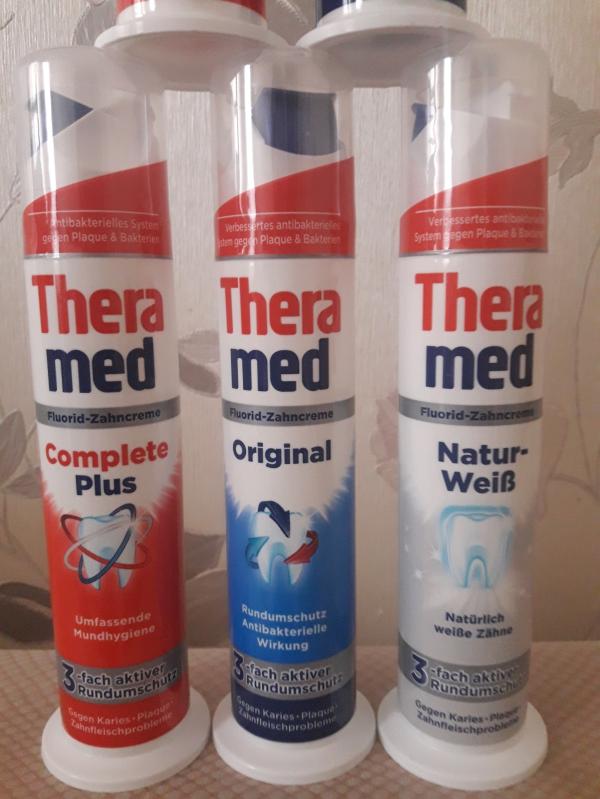 Antibakterielles System
gegen Plaque & Bakterien
Thera
med
Fluorid-Zahncreme
Complete
Plus
Umfassende
Mundhygiene
3-fach aktiver
Rundumschutz
Gegen Karies • Plaque •
Zahnfleischprobleme
Verbessertes antibakterielles
System gegen Plaque & Bakterien
Thera
med
Fluorid-Zahncreme
Original
Rundumschutz
Antibakterielle
Wirkung
3-fach aktiver
Rundumschutz
Gegen Karies • Plaque •
Zahnfleischprobleme
Verbessertes antibakterielles
System gegen Plaque & Bakterien
Thera
med
Fluorid-Zahncreme
Natur-
Weiß
Natürlich
weiße Zähne
3-fach aktiver
Rundumschutz
Gegen Karies • Plaque •
Zahnfleischprobleme